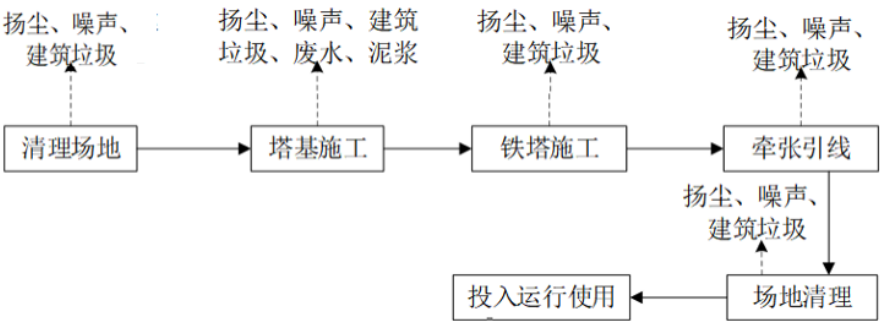 扬尘、噪声、
建筑垃圾
扬尘、噪声、建筑
垃圾、废水、泥浆
扬尘、噪声、
建筑垃圾
扬尘、噪声、
建筑垃圾
清理场地
塔基施工
铁塔施工
牵张引线
扬尘、噪声、
建筑垃圾
投入运行使用
场地清理